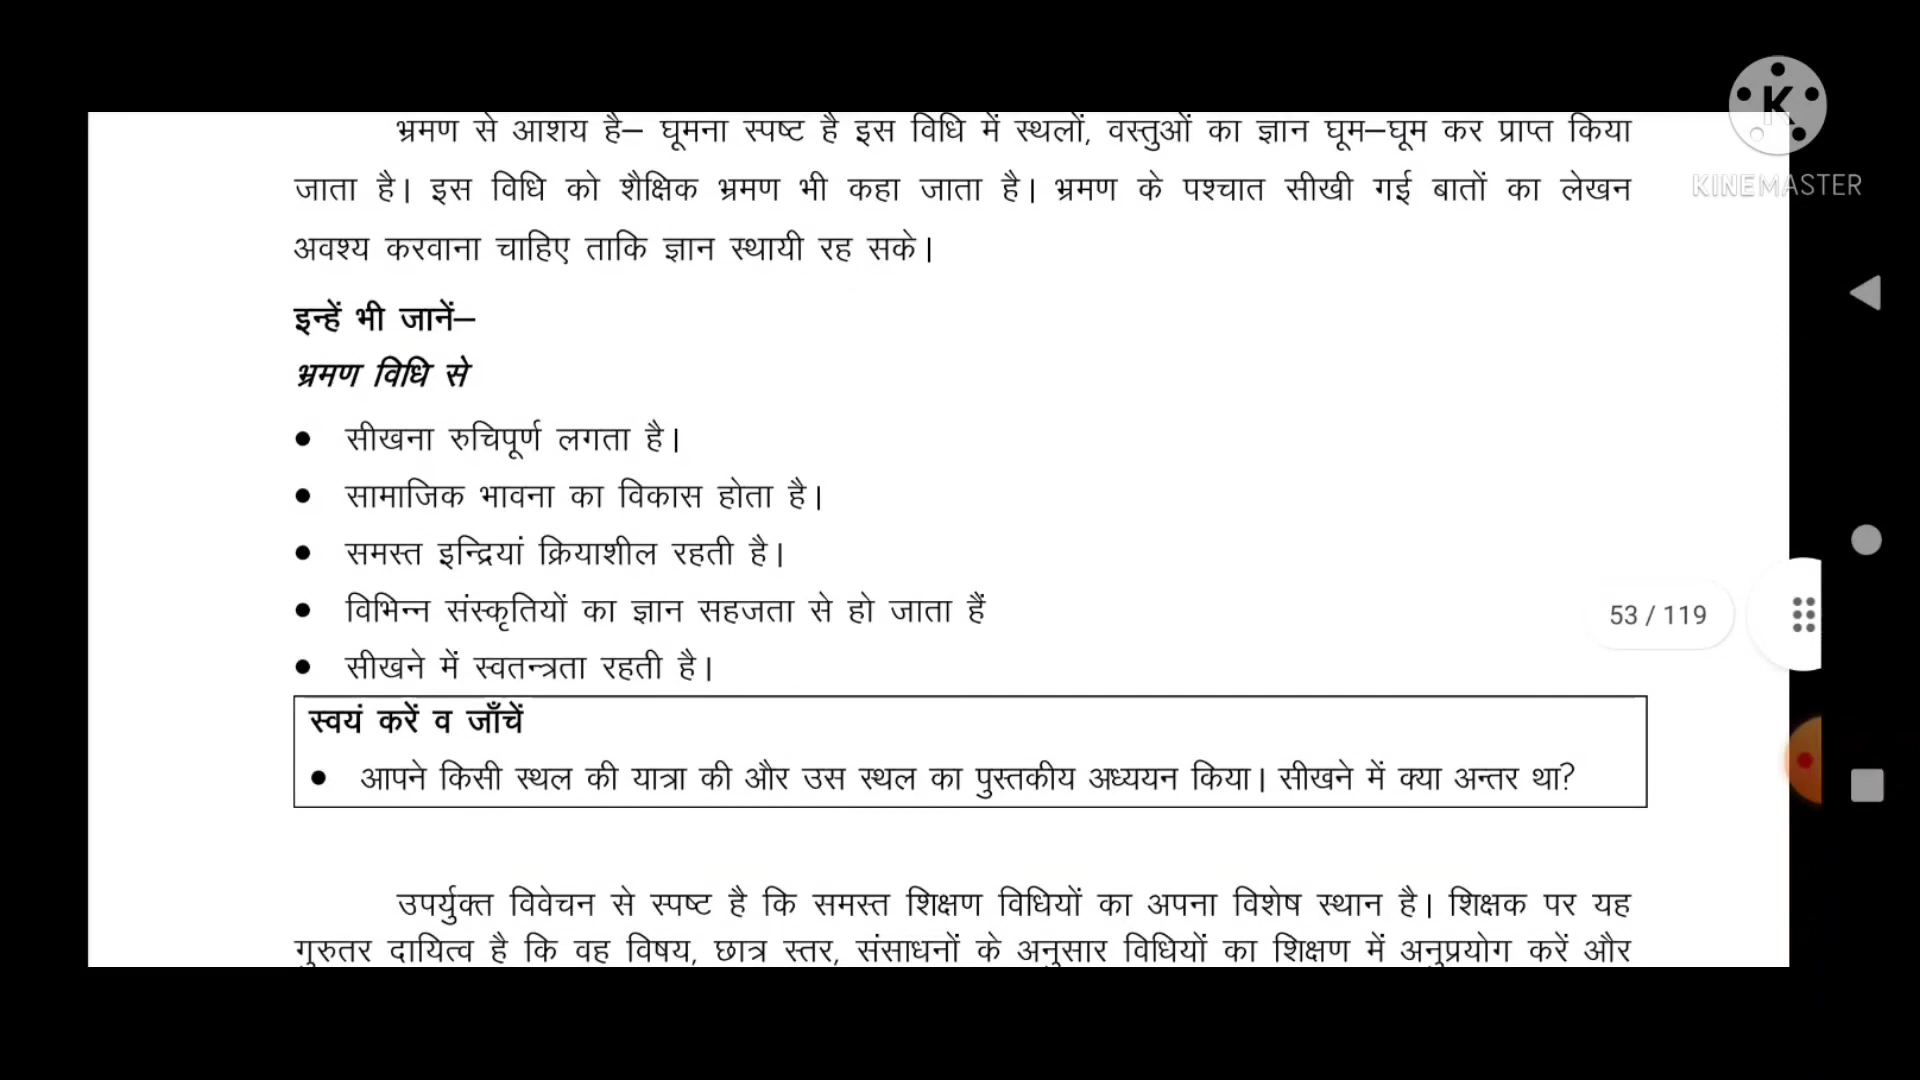 भ्रमण से आशय है– घूमना स्पष्ट है इस विधि में स्थलों, वस्तुओं का ज्ञान घूम–घूम कर प्राप्त किया
जाता है। इस विधि को शैक्षिक भ्रमण भी कहा जाता है। भ्रमण के पश्चात सीखी गई बातों का लेखन
अवश्य करवाना चाहिए ताकि ज्ञान स्थायी रह सके।
इन्हें भी जानें–
भ्रमण विधि से
• सीखना रुचिपूर्ण लगता है।
• सामाजिक भावना का विकास होता है।
• समस्त इन्द्रियां क्रियाशील रहती है।
• विभिन्न संस्कृतियों का ज्ञान सहजता से हो जाता हैं
• सीखने में स्वतन्त्रता रहती है।
स्वयं करें व जाँचें
• आपने किसी स्थल की यात्रा की और उस स्थल का पुस्तकीय अध्ययन किया। सीखने में क्या अन्तर था?
उपर्युक्त विवेचन से स्पष्ट है कि समस्त शिक्षण विधियों का अपना विशेष स्थान है। शिक्षक पर यह
गुरुतर दायित्व है कि वह विषय, छात्र स्तर, संसाधनों के अनुसार विधियों का शिक्षण में अनुप्रयोग करें और
K
KINEMASTER
53 / 119